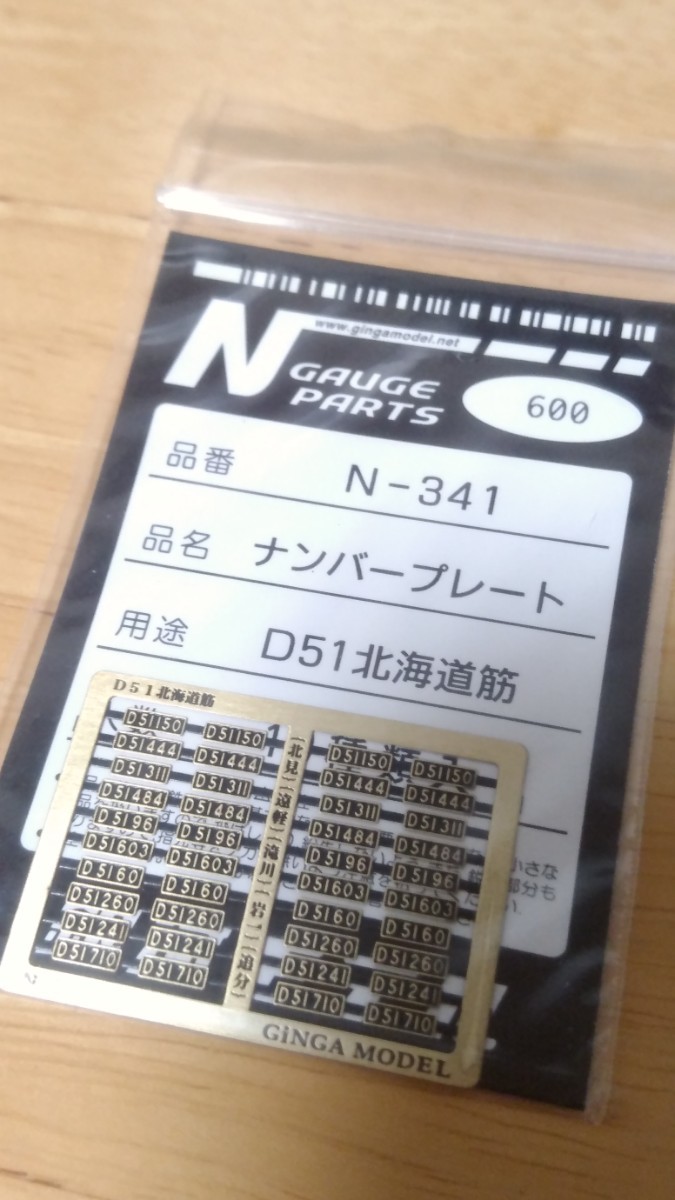 www.gingamodel.net
N GAUGE PARTS
600
品番 N-341
品名 ナンバープレート
用途 D51北海道筋
D51北海道筋
D51150 D51150 D51150 D51150
D51444 D51444 D51444 D51444
D51311 D51311 D51311 D51311
D51484 D51484 D51484 D51484
D5196 D5196 D5196 D5196
D51603 D51603 D51603 D51603
D5160 D5160 D5160 D5160
D51260 D51260 D51260 D51260
D51241 D51241 D51241 D51241
D51710 D51710 D51710 D51710
(北見)(遠軽)(滝川)(岩一)(追分)
GiNGA MODEL